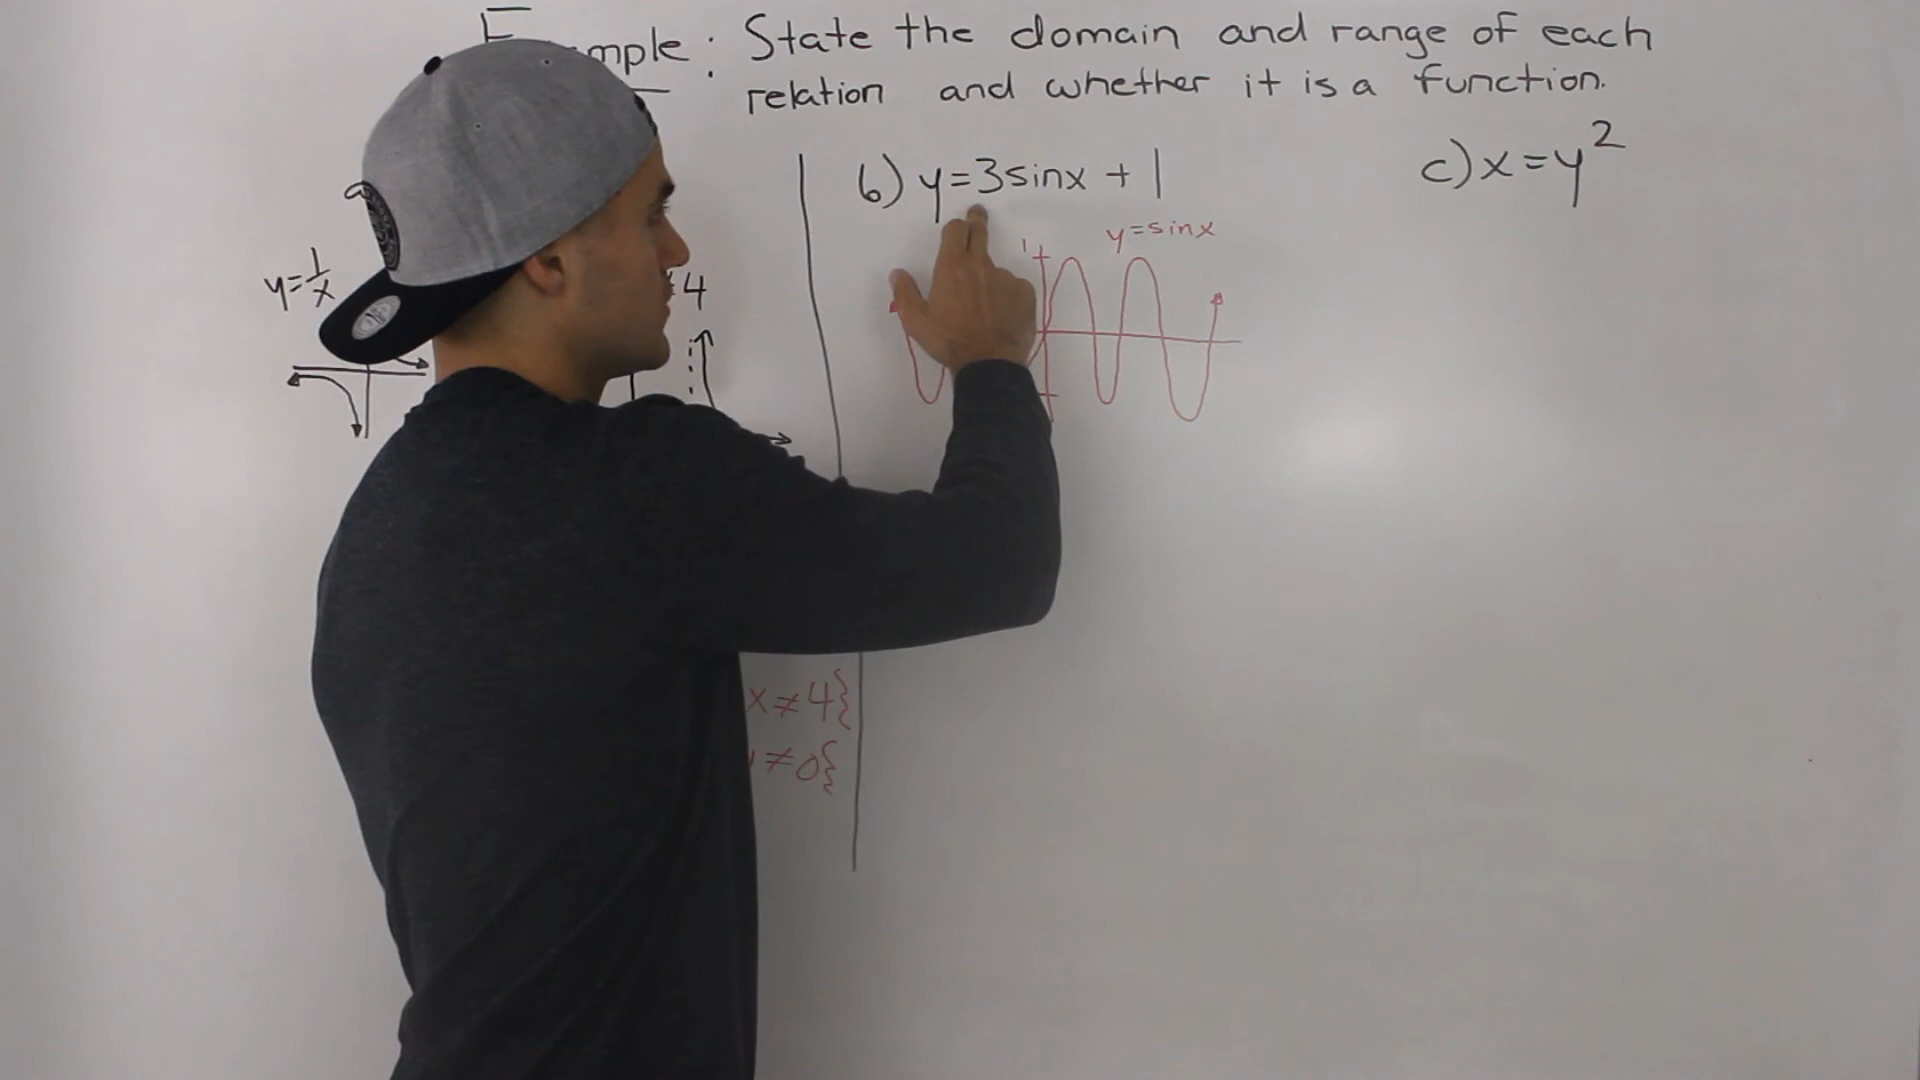 mple: State the domain and range of each
relation and whether it is a function.
y=1/x
4
x≠4}
≠0}
b) y=3sinx + 1
1
y=sinx
c) x=y²